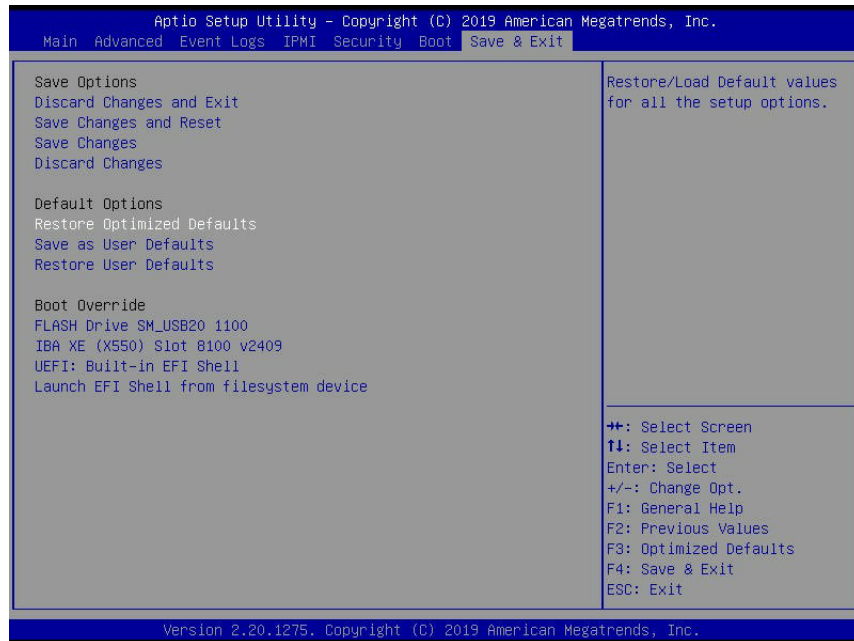 Aptio Setup Utility – Copyright (C) 2019 American Megatrends, Inc.
Main Advanced Event Logs IPMI Security Boot Save & Exit
Save Options
Discard Changes and Exit
Save Changes and Reset
Save Changes
Discard Changes
Default Options
Restore Optimized Defaults
Save as User Defaults
Restore User Defaults
Boot Override
FLASH Drive SM_USB20 1100
IBA XE (X550) Slot 8100 v2409
UEFI: Built-in EFI Shell
Launch EFI Shell from filesystem device
Restore/Load Default values
for all the setup options.
→←: Select Screen
↑↓: Select Item
Enter: Select
+/-: Change Opt.
F1: General Help
F2: Previous Values
F3: Optimized Defaults
F4: Save & Exit
ESC: Exit
Version 2.20.1275. Copyright (C) 2019 American Megatrends, Inc.